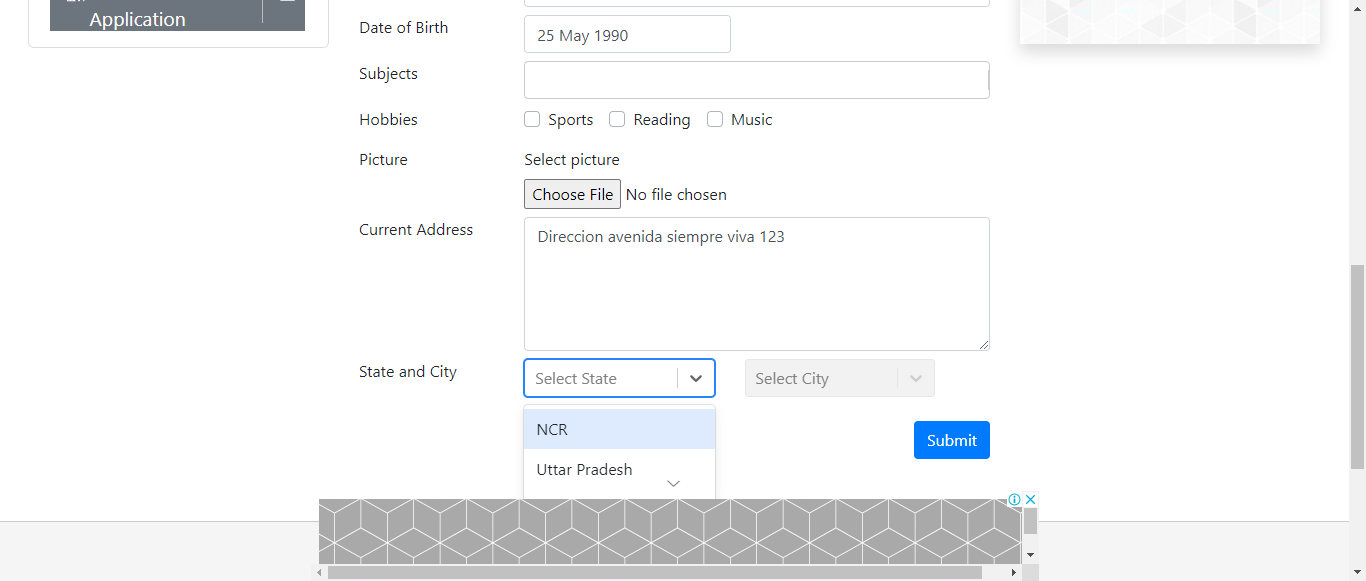 Application
Date of Birth
25 May 1990
Subjects
Hobbies
Sports Reading Music
Picture
Select picture
Choose File No file chosen
Current Address
Direccion avenida siempre viva 123
State and City
Select State
Select City
NCR
Uttar Pradesh
Submit